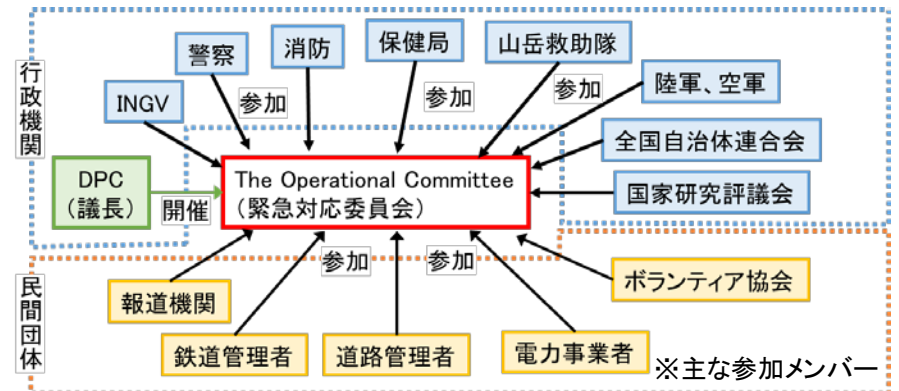 行政機関
INGV
警察
消防
保健局
山岳救助隊
陸軍、空軍
全国自治体連合会
国家研究評議会
参加
参加
参加
DPC
(議長)
開催
The Operational Committee
(緊急対応委員会)
参加
参加
民間団体
報道機関
鉄道管理者
道路管理者
電力事業者
ボランティア協会
※主な参加メンバー